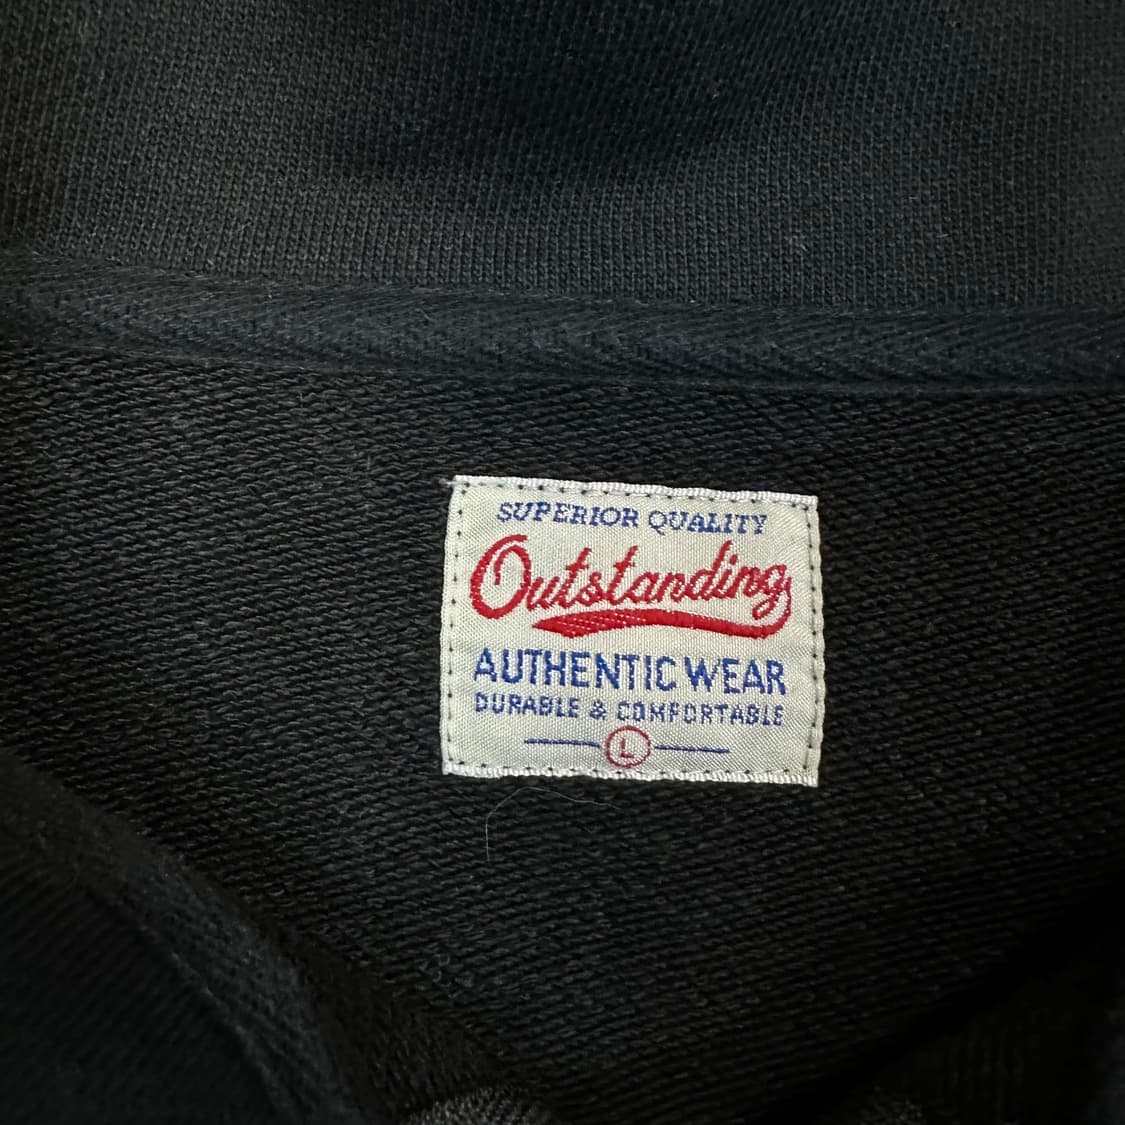 SUPERIOR QUALITY
Outstanding
AUTHENTIC WEAR
DURABLE & COMFORTABLE
L